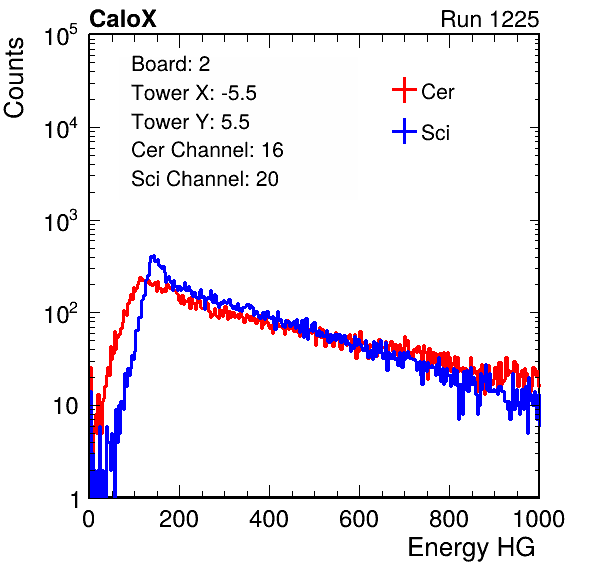 CaloX Run 1225
Counts
10^5
10^4
10^3
10^2
10
1
Board: 2
Tower X: -5.5
Tower Y: 5.5
Cer Channel: 16
Sci Channel: 20
Cer
Sci
0 200 400 600 800 1000
Energy HG